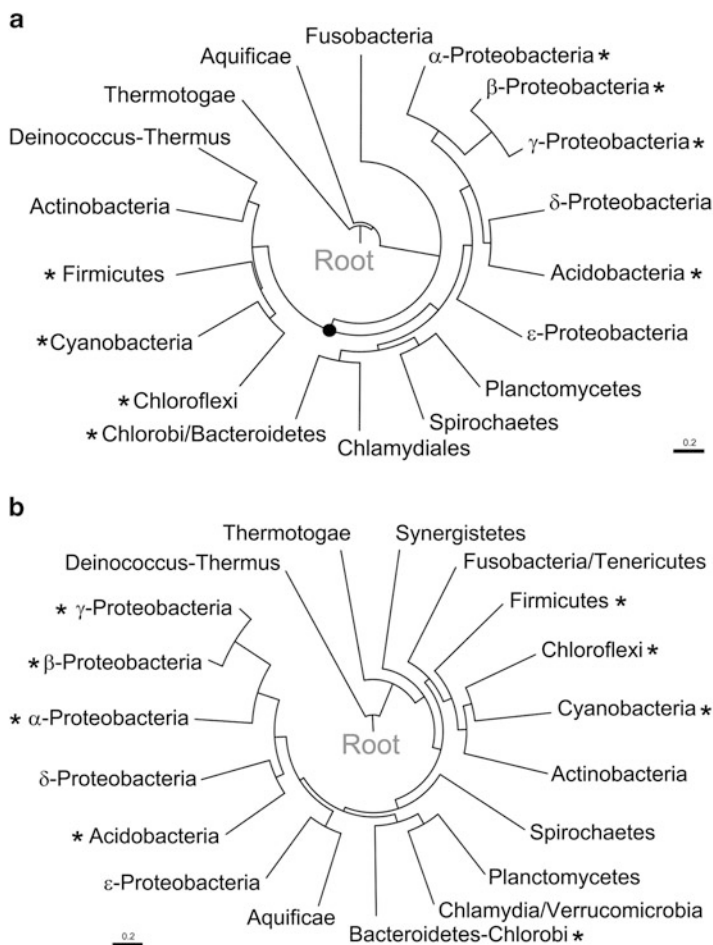 a
Fusobacteria
Aquificae
α-Proteobacteria *
Thermotogae
β-Proteobacteria *
Deinococcus-Thermus
γ-Proteobacteria *
Actinobacteria
δ-Proteobacteria
Root
* Firmicutes
Acidobacteria *
* Cyanobacteria
ε-Proteobacteria
* Chloroflexi
Planctomycetes
* Chlorobi/Bacteroidetes
Spirochaetes
Chlamydiales
0.2
b
Thermotogae
Synergistetes
Deinococcus-Thermus
Fusobacteria/Tenericutes
* γ-Proteobacteria
Firmicutes *
* β-Proteobacteria
Chloroflexi *
* α-Proteobacteria
Cyanobacteria *
Root
δ-Proteobacteria
Actinobacteria
* Acidobacteria
Spirochaetes
ε-Proteobacteria
Planctomycetes
Aquificae
Chlamydia/Verrucomicrobia
Bacteroidetes-Chlorobi *
0.2